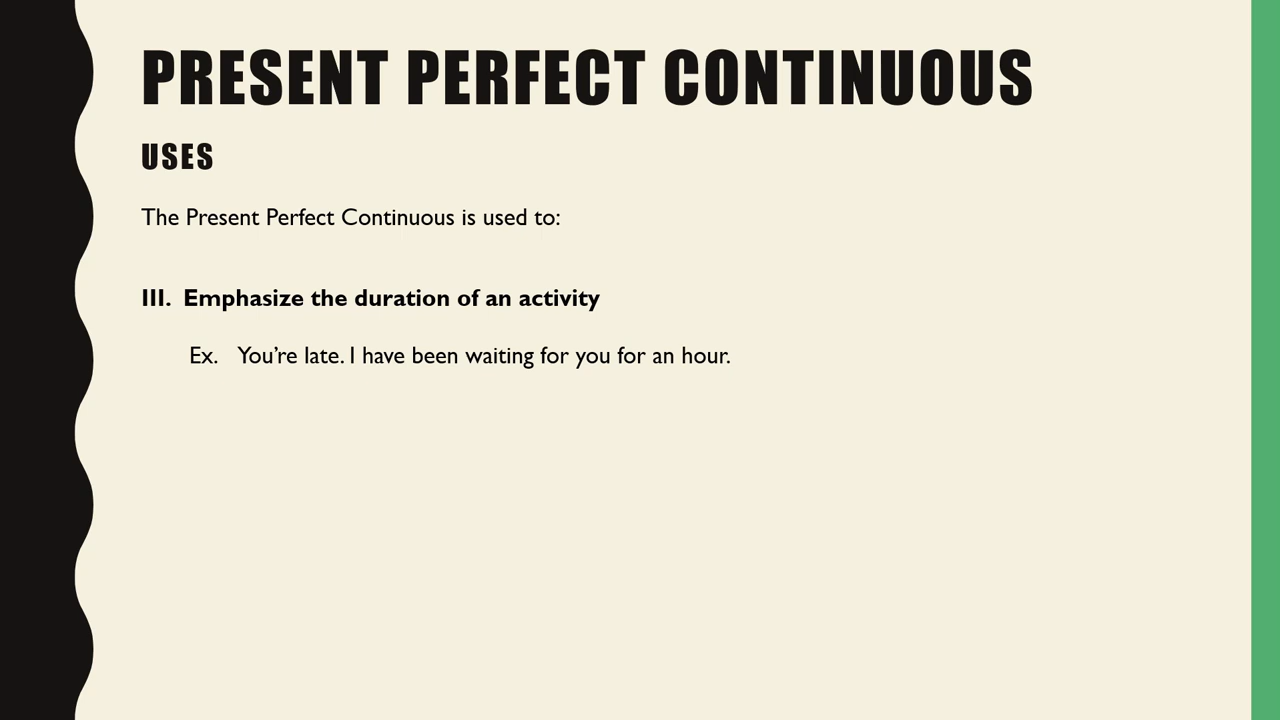 PRESENT PERFECT CONTINUOUS
USES
The Present Perfect Continuous is used to:
III. Emphasize the duration of an activity
Ex. You’re late. I have been waiting for you for an hour.